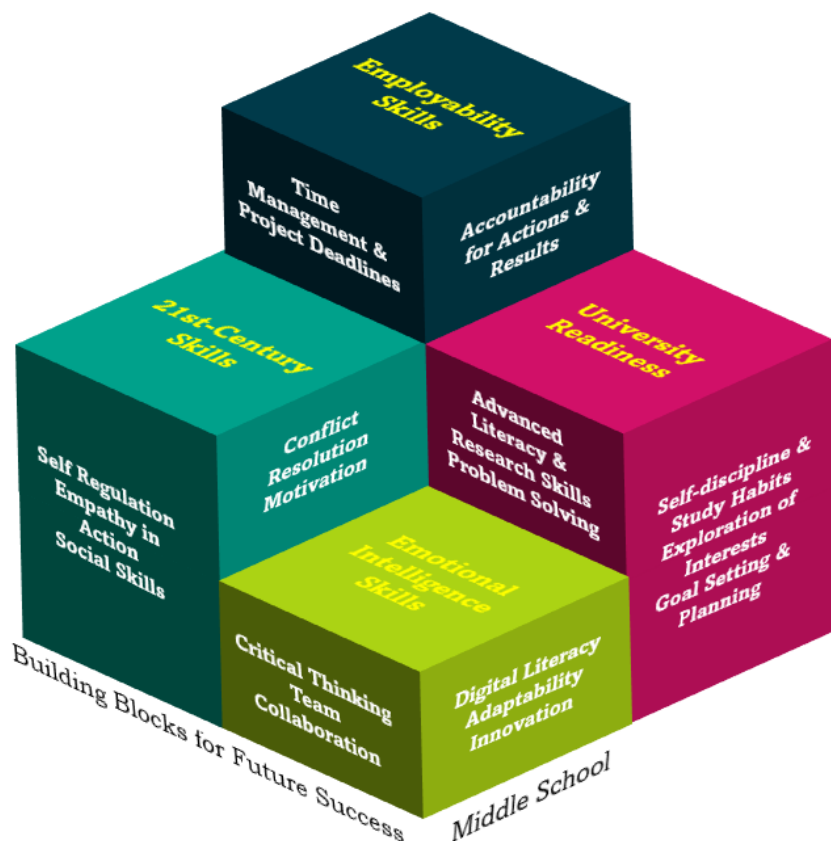 Employability
Skills
Time
Management &
Project Deadlines
Accountability
for Actions &
Results
21st-Century
Skills
Self Regulation
Empathy in
Action
Social Skills
Conflict
Resolution
Motivation
University
Readiness
Advanced
Literacy &
Research Skills
Problem Solving
Self-discipline &
Study Habits
Exploration of
Interests
Goal Setting &
Planning
Emotional
Intelligence
Skills
Critical Thinking
Team
Collaboration
Digital Literacy
Adaptability
Innovation
Building Blocks for Future Success
Middle School